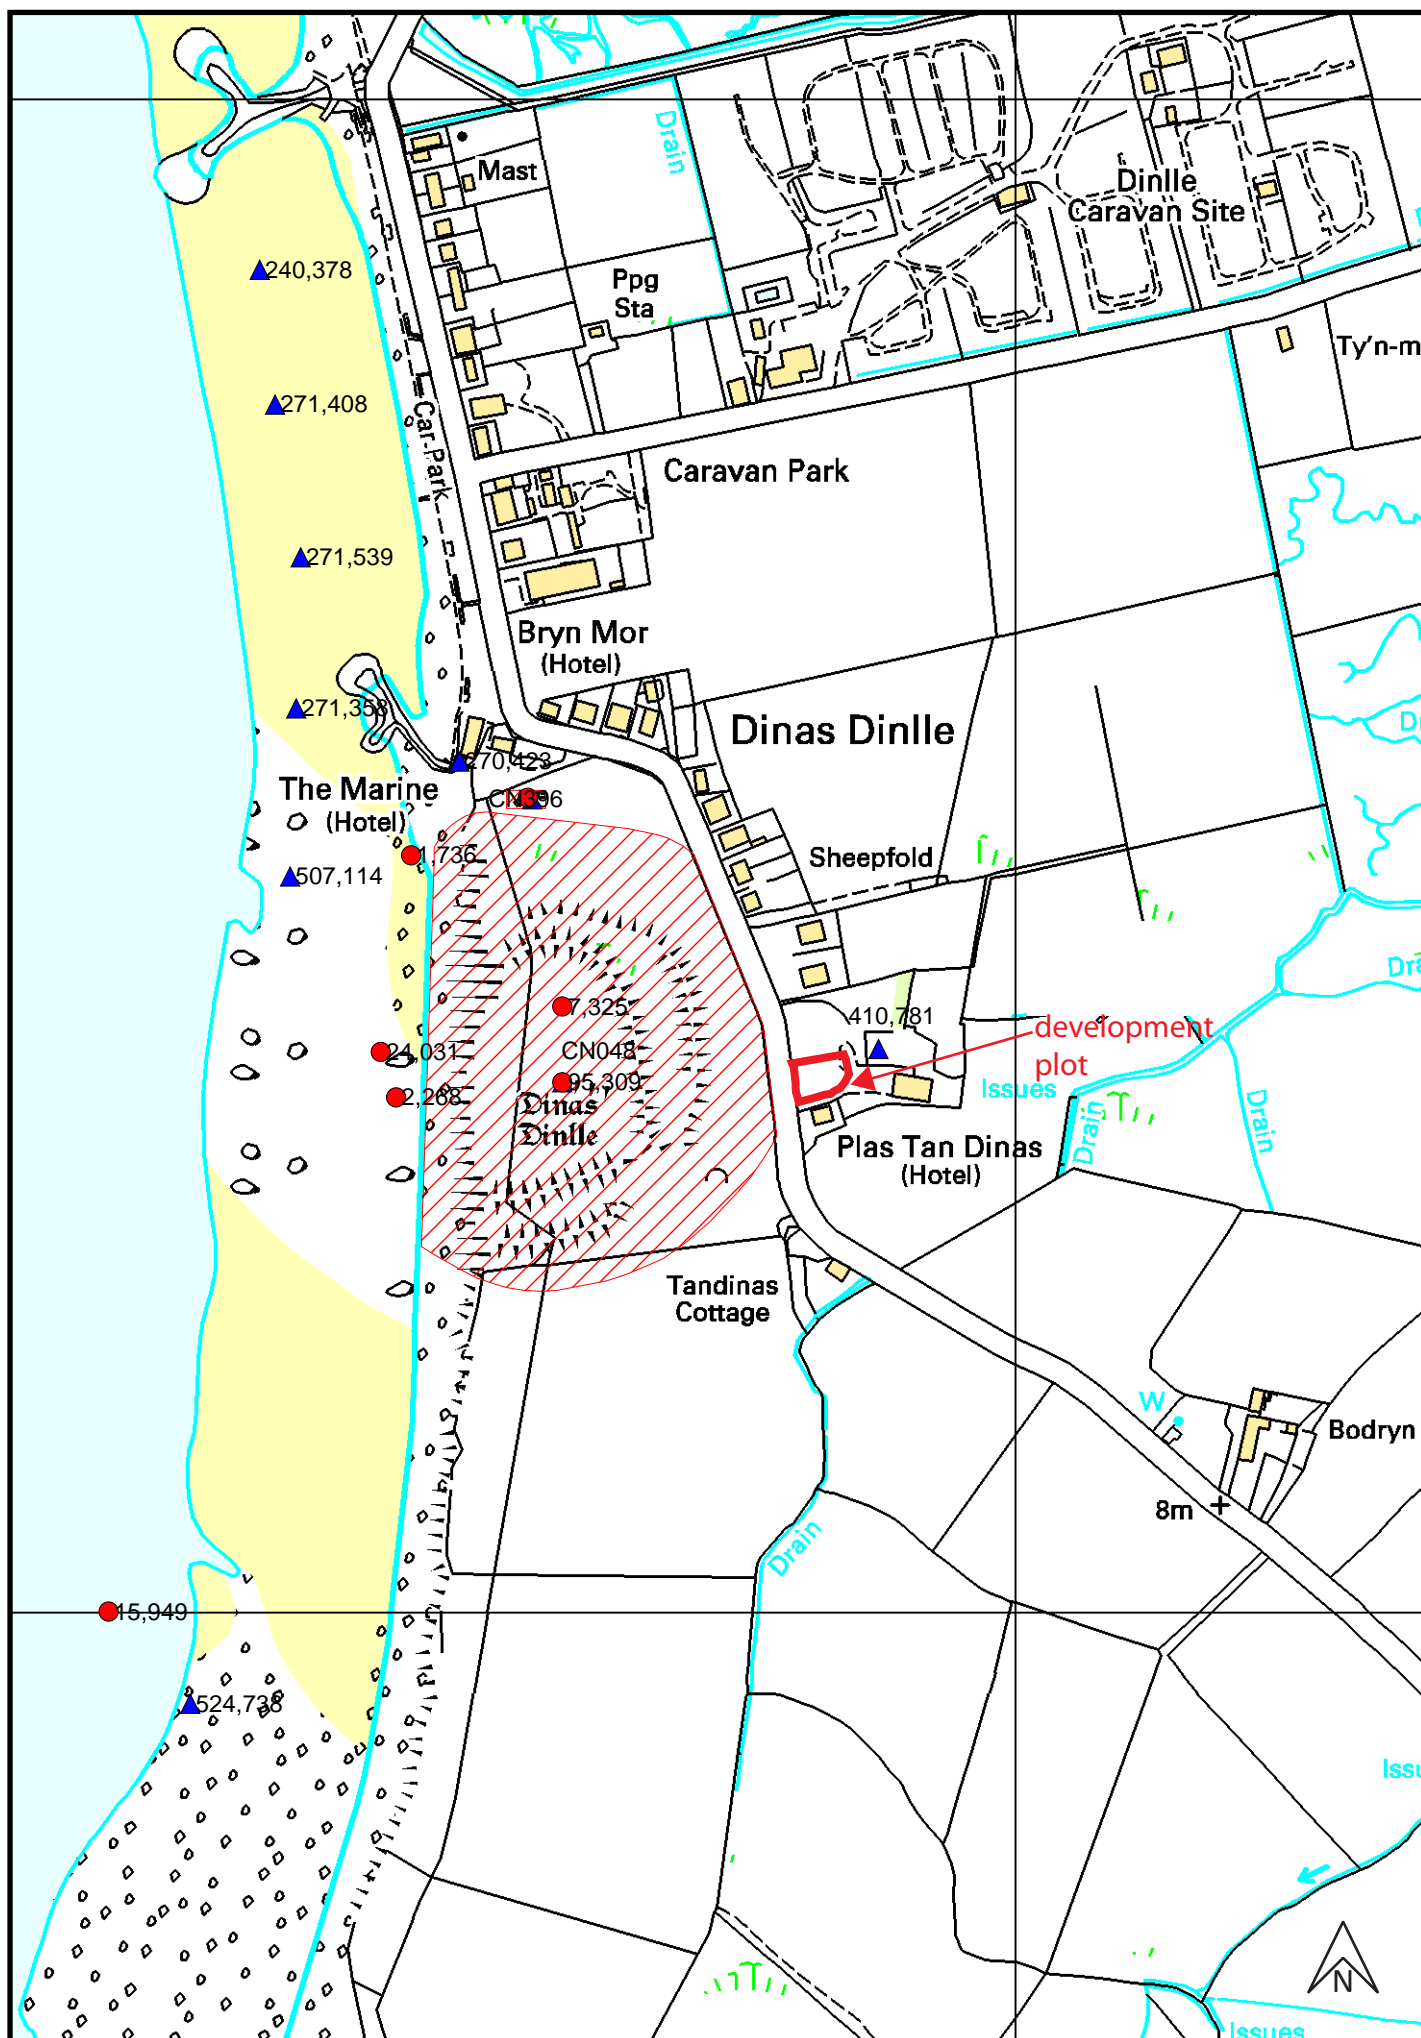 Drain
Mast
Dinlle
Caravan Site
240,378
Ppg
Sta
Ty'n-m
271,408
Car Park
Caravan Park
271,539
Bryn Mor
(Hotel)
271,358
Dinas Dinlle
270,423
The Marine
(Hotel)
CN396
1,736
Sheepfold
507,114
Dra
7,325
410,781
development
plot
24,031
CN048
95,309
2,268
Issues
Dinas
Dinlle
Drain
Drain
Plas Tan Dinas
(Hotel)
Tandinas
Cottage
W
Bodryn
8m
Drain
15,949
524,738
Issu
N
Issues